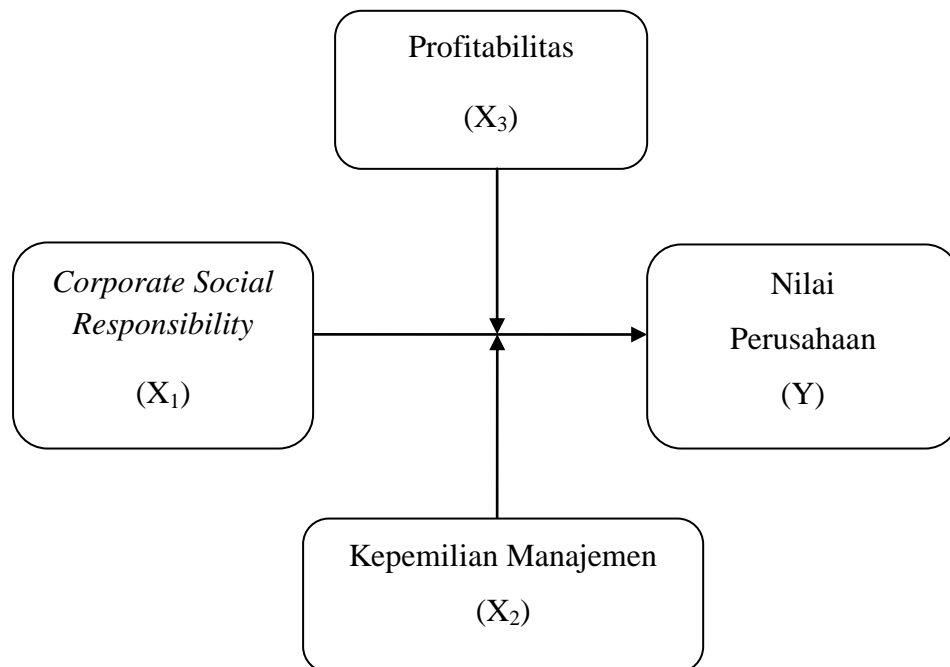 Profitabilitas
(X₃)
Corporate Social
Responsibility
(X₁)
Nilai
Perusahaan
(Y)
Kepemilian Manajemen
(X₂)